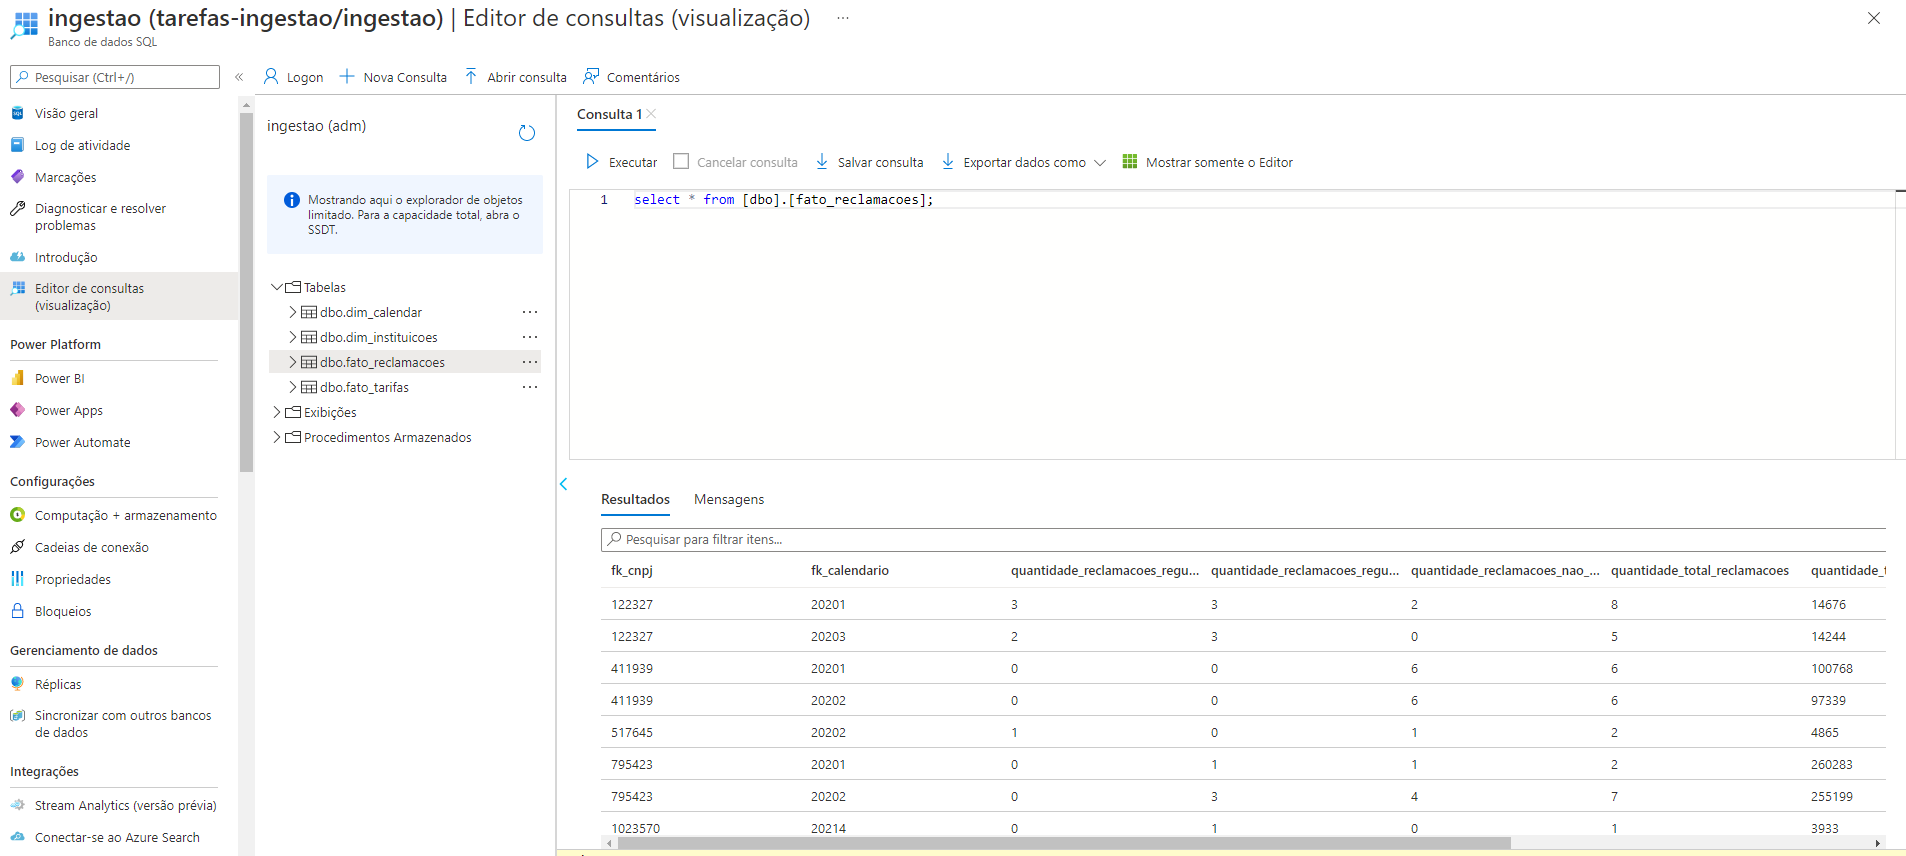 ingestao (tarefas-ingestao/ingestao) | Editor de consultas (visualização) ...
Banco de dados SQL
Pesquisar (Ctrl+/)
«
Visão geral
Log de atividade
Marcações
Diagnosticar e resolver
problemas
Introdução
Editor de consultas
(visualização)
Power Platform
Power BI
Power Apps
Power Automate
Configurações
Computação + armazenamento
Cadeias de conexão
Propriedades
Bloqueios
Gerenciamento de dados
Réplicas
Sincronizar com outros bancos
de dados
Integrações
Stream Analytics (versão prévia)
Conectar-se ao Azure Search
Logon Nova Consulta Abrir consulta Comentários
ingestao (adm)
Mostrando aqui o explorador de objetos
limitado. Para a capacidade total, abra o
SSDT.
Tabelas
dbo.dim_calendar ...
dbo.dim_instituicoes ...
dbo.fato_reclamacoes ...
dbo.fato_tarifas ...
Exibições
Procedimentos Armazenados
Consulta 1
Executar Cancelar consulta Salvar consulta Exportar dados como Mostrar somente o Editor
1 select * from [dbo].[fato_reclamacoes];
Resultados Mensagens
Pesquisar para filtrar itens...
fk_cnpj fk_calendario quantidade_reclamacoes_regu... quantidade_reclamacoes_regu... quantidade_reclamacoes_nao_... quantidade_total_reclamacoes quantidade_t
122327 20201 3 3 2 8 14676
122327 20203 2 3 0 5 14244
411939 20201 0 0 6 6 100768
411939 20202 0 0 6 6 97339
517645 20202 1 0 1 2 4865
795423 20201 0 1 1 2 260283
795423 20202 0 3 4 7 255199
1023570 20214 0 1 0 1 3933